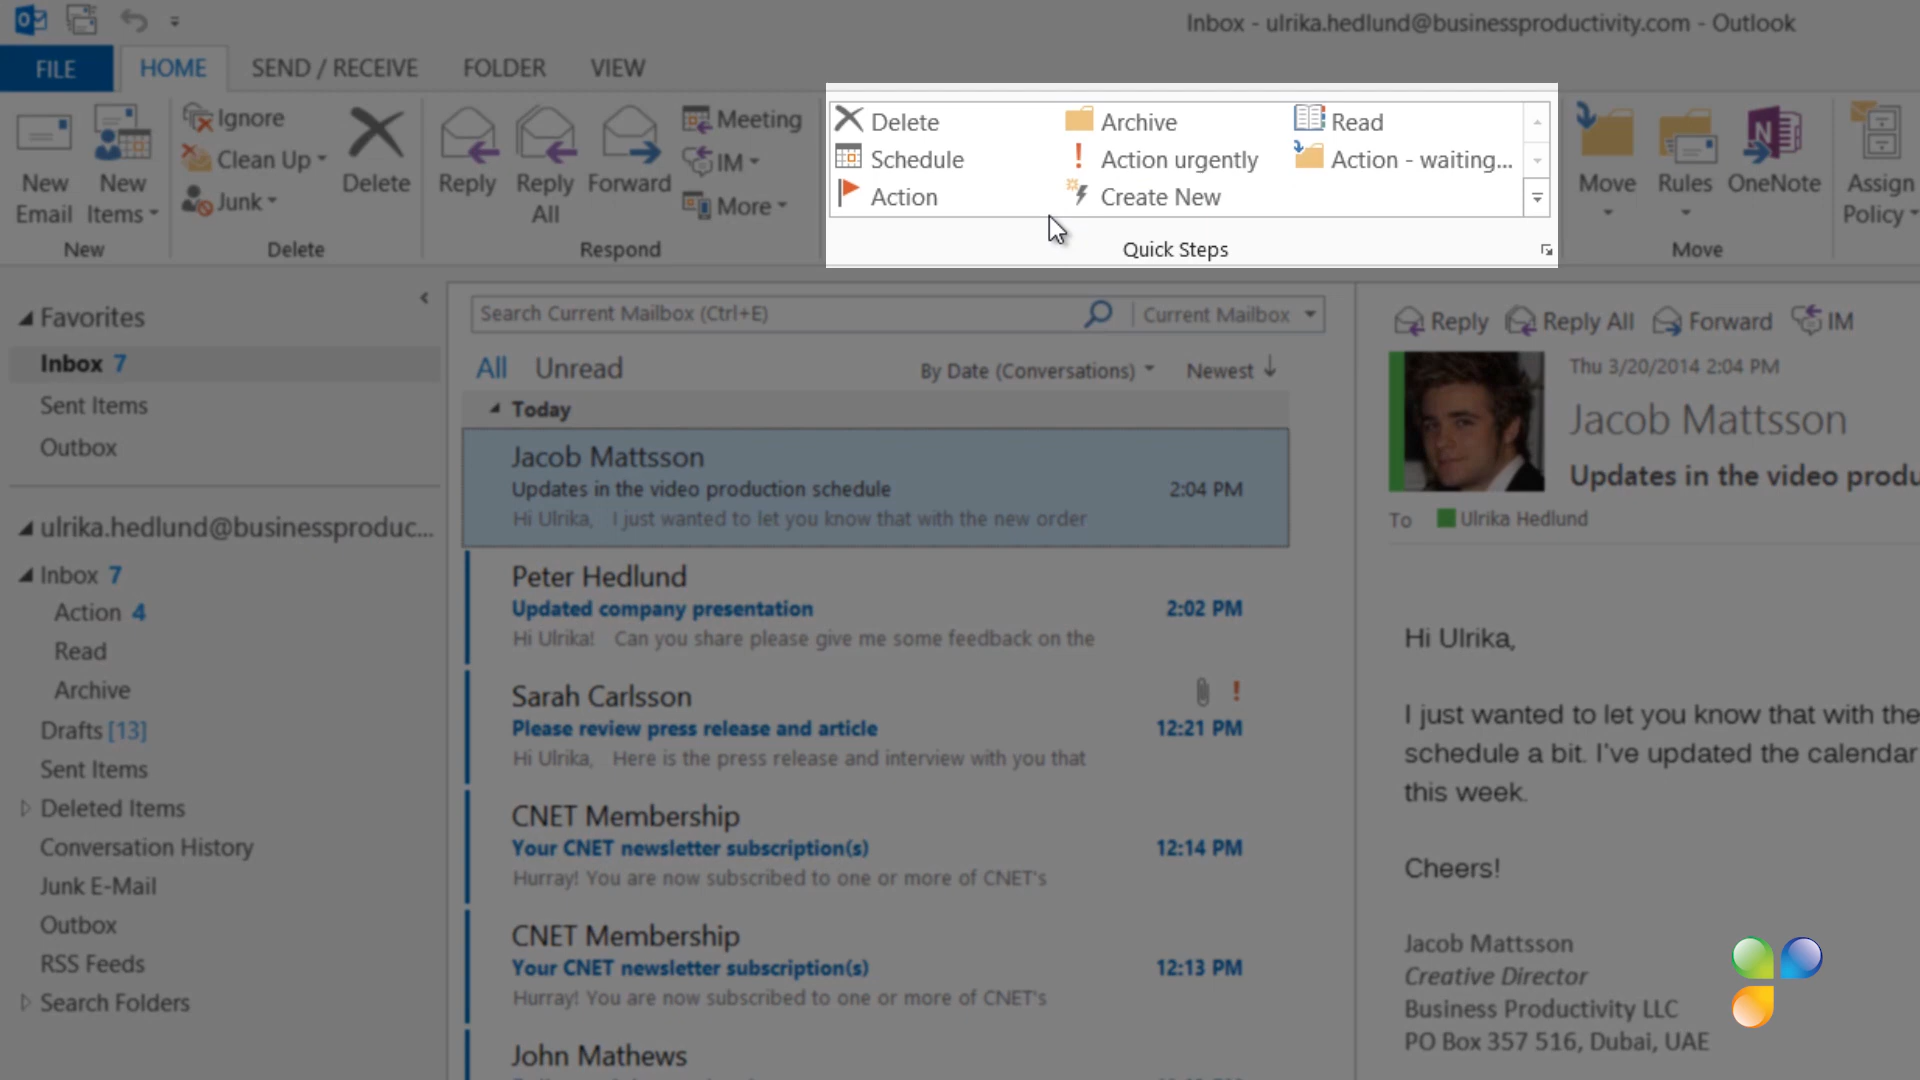 Inbox - ulrika.hedlund@businessproductivity.com - Outlook
FILE
HOME
SEND / RECEIVE
FOLDER
VIEW
New Email
New Items
New
Ignore
Clean Up
Junk
Delete
Delete
Reply
Reply All
Forward
Meeting
IM
More
Respond
Delete
Archive
Read
Schedule
Action urgently
Action - waiting...
Action
Create New
Quick Steps
Move
Rules
OneNote
Move
Assign Policy
Favorites
Inbox 7
Sent Items
Outbox
ulrika.hedlund@businessproduc...
Inbox 7
Action 4
Read
Archive
Drafts [13]
Sent Items
Deleted Items
Conversation History
Junk E-Mail
Outbox
RSS Feeds
Search Folders
Search Current Mailbox (Ctrl+E)
Current Mailbox
All
Unread
By Date (Conversations)
Newest
Today
Jacob Mattsson
Updates in the video production schedule 2:04 PM
Hi Ulrika, I just wanted to let you know that with the new order
Peter Hedlund
Updated company presentation 2:02 PM
Hi Ulrika! Can you share please give me some feedback on the
Sarah Carlsson
Please review press release and article 12:21 PM
Hi Ulrika, Here is the press release and interview with you that
CNET Membership
Your CNET newsletter subscription(s) 12:14 PM
Hurray! You are now subscribed to one or more of CNET's
CNET Membership
Your CNET newsletter subscription(s) 12:13 PM
Hurray! You are now subscribed to one or more of CNET's
John Mathews
Reply
Reply All
Forward
IM
Thu 3/20/2014 2:04 PM
Jacob Mattsson
Updates in the video produ
To Ulrika Hedlund
Hi Ulrika,
I just wanted to let you know that with the
schedule a bit. I've updated the calendar
this week.
Cheers!
Jacob Mattsson
Creative Director
Business Productivity LLC
PO Box 357 516, Dubai, UAE